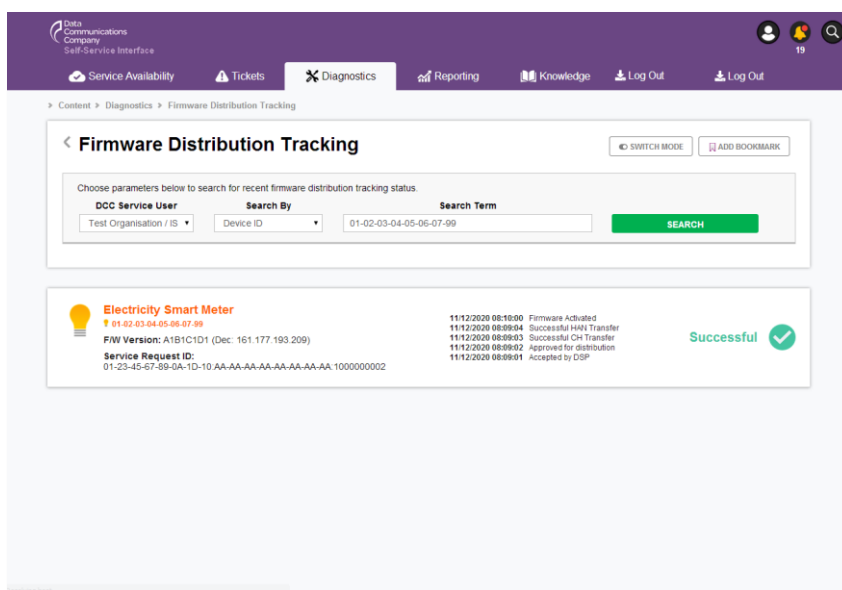 Data
Communications
Company
Self-Service Interface
19
Service Availability
Tickets
Diagnostics
Reporting
Knowledge
Log Out
Log Out
Content > Diagnostics > Firmware Distribution Tracking
Firmware Distribution Tracking
SWITCH MODE
ADD BOOKMARK
Choose parameters below to search for recent firmware distribution tracking status.
DCC Service User
Search By
Search Term
Test Organisation / IS
Device ID
01-02-03-04-05-06-07-99
SEARCH
Electricity Smart Meter
01-02-03-04-05-06-07-99
F/W Version: A1B1C1D1 (Dec: 161.177.193.209)
Service Request ID:
01-23-45-67-89-0A-1D-10:AA-AA-AA-AA-AA-AA-AA-AA:1000000002
11/12/2020 08:10:00 Firmware Activated
11/12/2020 08:09:04 Successful HAN Transfer
11/12/2020 08:09:03 Successful CH Transfer
11/12/2020 08:09:02 Approved for distribution
11/12/2020 08:09:01 Accepted by DSP
Successful